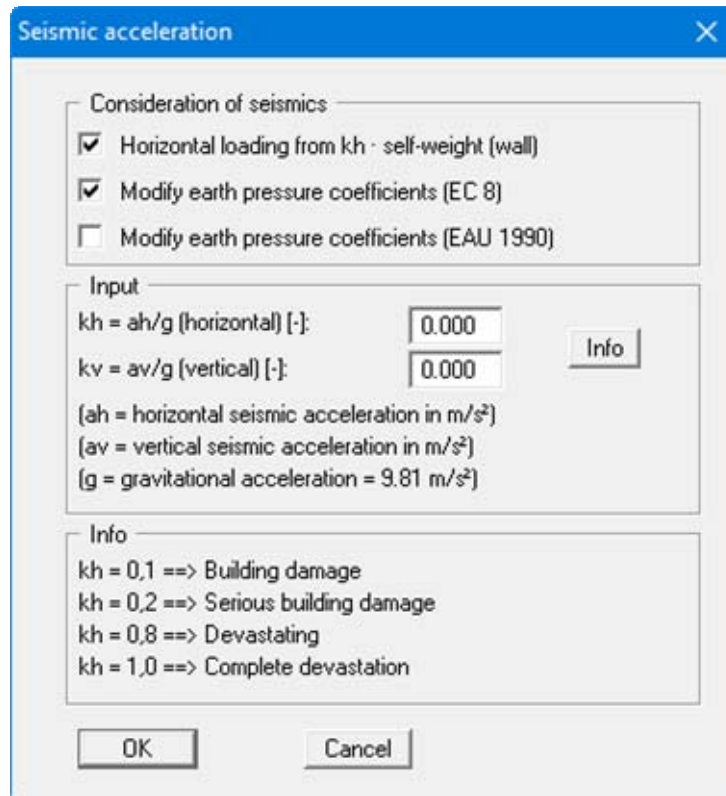 Seismic acceleration
Consideration of seismics
Horizontal loading from kh · self-weight (wall)
Modify earth pressure coefficients (EC 8)
Modify earth pressure coefficients (EAU 1990)
Input
kh = ah/g (horizontal) [-]: 0.000
Info
kv = av/g (vertical) [-]: 0.000
(ah = horizontal seismic acceleration in m/s²)
(av = vertical seismic acceleration in m/s²)
(g = gravitational acceleration = 9.81 m/s²)
Info
kh = 0,1 ==> Building damage
kh = 0,2 ==> Serious building damage
kh = 0,8 ==> Devastating
kh = 1,0 ==> Complete devastation
OK Cancel